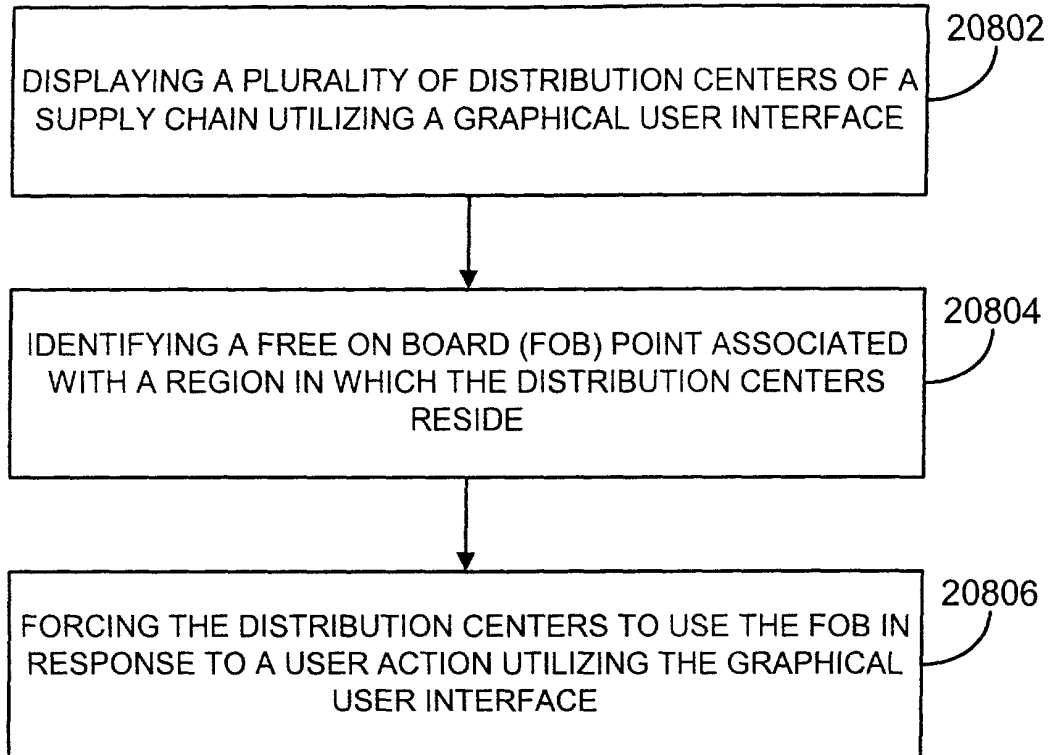 20802
DISPLAYING A PLURALITY OF DISTRIBUTION CENTERS OF A
SUPPLY CHAIN UTILIZING A GRAPHICAL USER INTERFACE
20804
IDENTIFYING A FREE ON BOARD (FOB) POINT ASSOCIATED
WITH A REGION IN WHICH THE DISTRIBUTION CENTERS
RESIDE
20806
FORCING THE DISTRIBUTION CENTERS TO USE THE FOB IN
RESPONSE TO A USER ACTION UTILIZING THE GRAPHICAL
USER INTERFACE